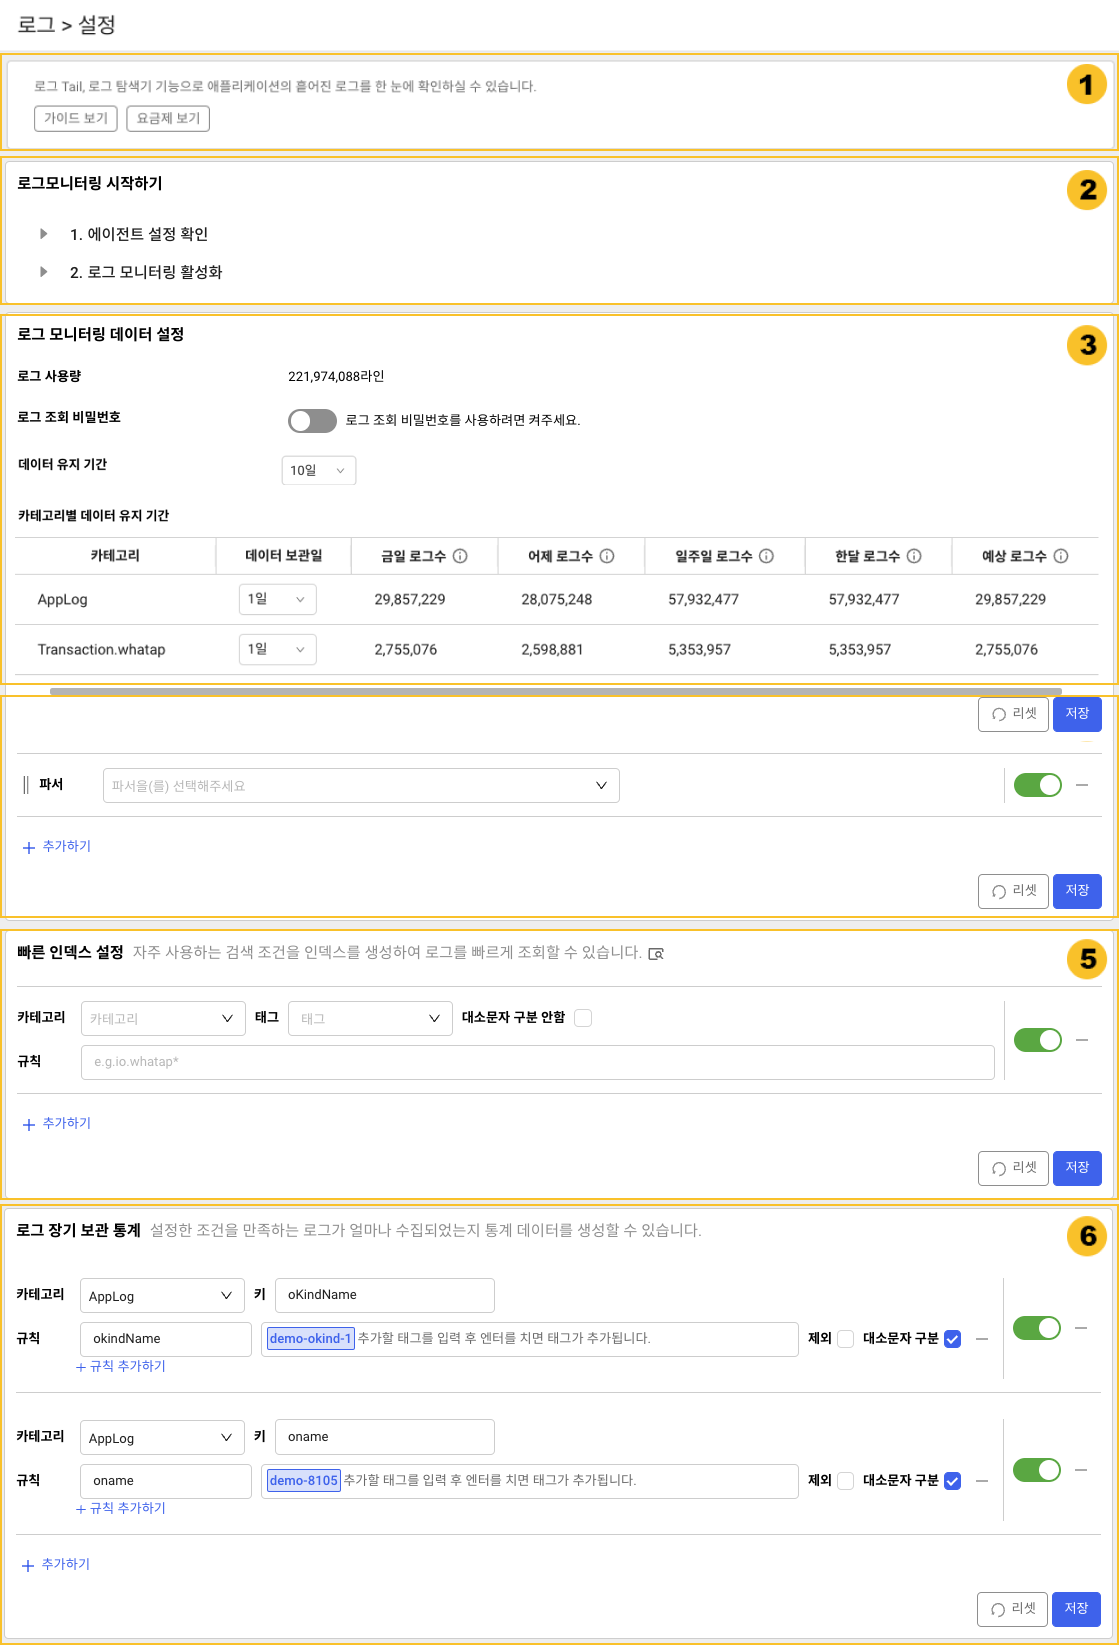 로그 > 설정
로그 Tail, 로그 탐색기 기능으로 애플리케이션의 흩어진 로그를 한 눈에 확인하실 수 있습니다.
1
가이드 보기 요금제 보기
로그모니터링 시작하기
2
1. 에이전트 설정 확인
2. 로그 모니터링 활성화
로그 모니터링 데이터 설정
3
로그 사용량 221,974,088라인
로그 조회 비밀번호 로그 조회 비밀번호를 사용하려면 켜주세요.
데이터 유지 기간 10일
카테고리별 데이터 유지 기간
카테고리 데이터 보관일 금일 로그수 어제 로그수 일주일 로그수 한달 로그수 예상 로그수
AppLog 1일 29,857,229 28,075,248 57,932,477 57,932,477 29,857,229
Transaction.whatap 1일 2,755,076 2,598,881 5,353,957 5,353,957 2,755,076
리셋 저장
파서 파서을(를) 선택해주세요
+ 추가하기
리셋 저장
빠른 인덱스 설정 자주 사용하는 검색 조건을 인덱스를 생성하여 로그를 빠르게 조회할 수 있습니다.
5
카테고리 카테고리 태그 태그 대소문자 구분 안함
규칙 e.g.io.whatap*
+ 추가하기
리셋 저장
로그 장기 보관 통계 설정한 조건을 만족하는 로그가 얼마나 수집되었는지 통계 데이터를 생성할 수 있습니다.
6
카테고리 AppLog 키 oKindName
규칙 okindName demo-okind-1 추가할 태그를 입력 후 엔터를 치면 태그가 추가됩니다. 제외 대소문자 구분
+ 규칙 추가하기
카테고리 AppLog 키 oname
규칙 oname demo-8105 추가할 태그를 입력 후 엔터를 치면 태그가 추가됩니다. 제외 대소문자 구분
+ 규칙 추가하기
+ 추가하기
리셋 저장